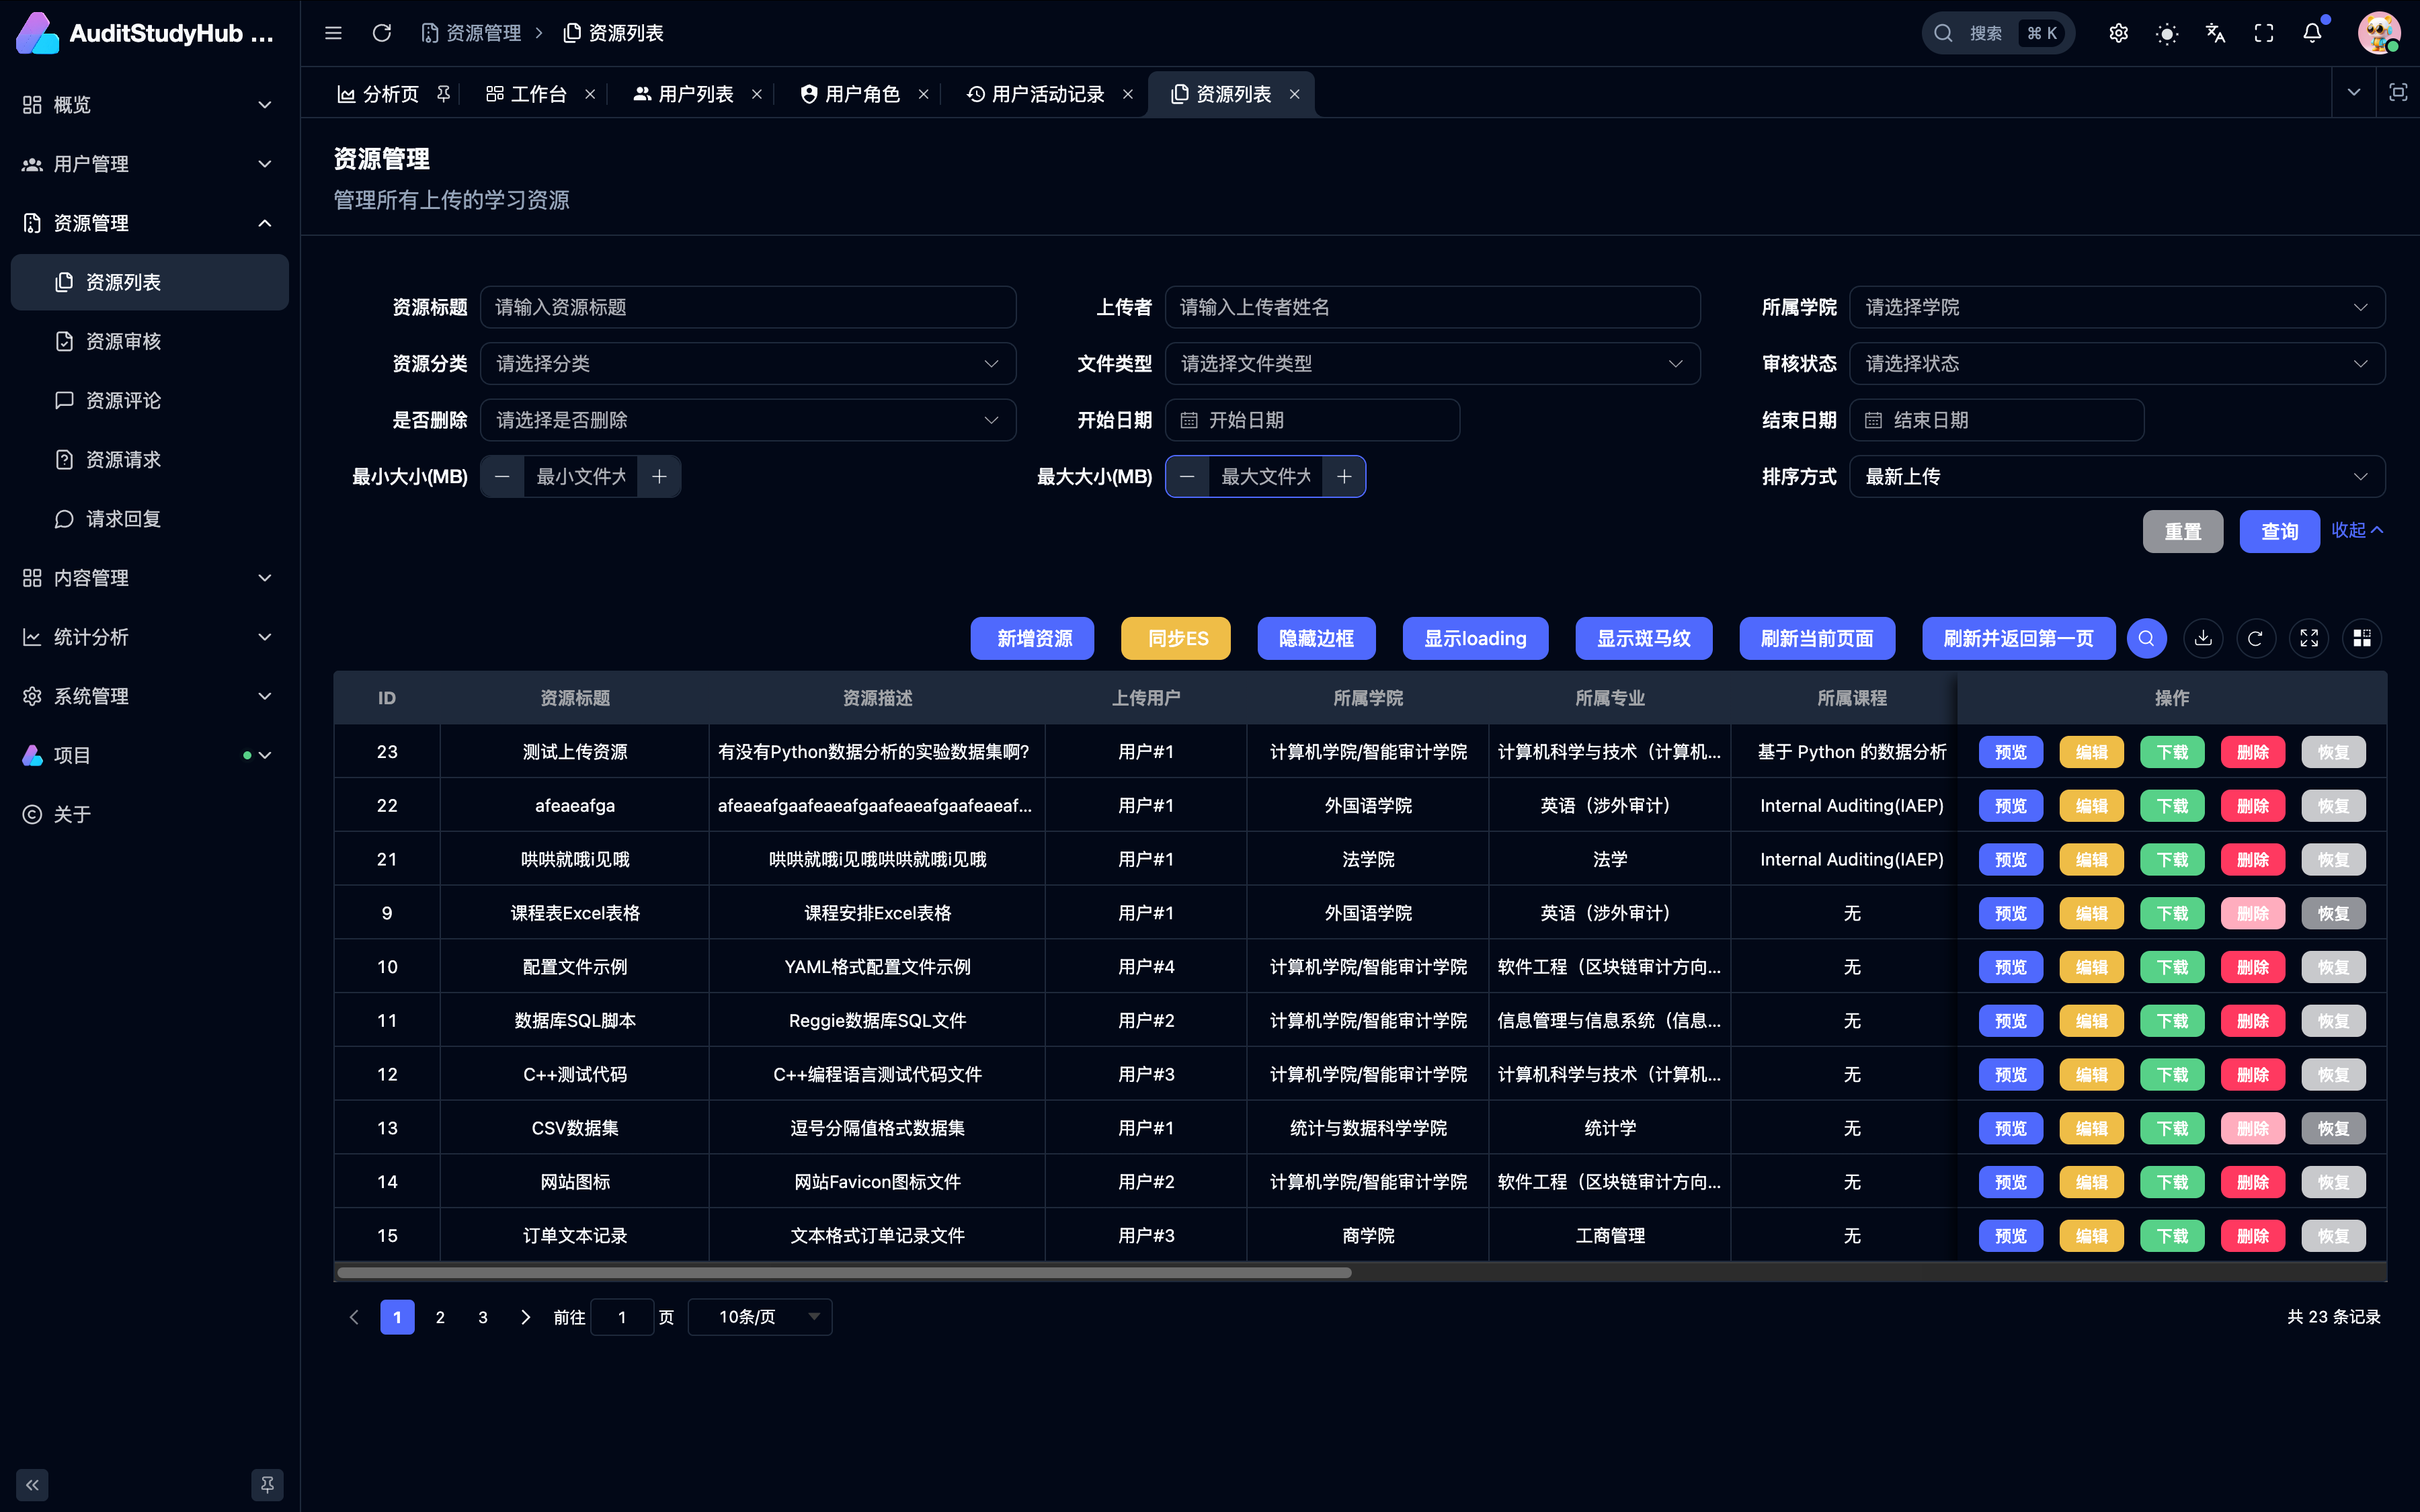 AuditStudyHub ...
资源管理 > 资源列表
搜索 ⌘ K
概览
用户管理
资源管理
资源列表
资源审核
资源评论
资源请求
请求回复
内容管理
统计分析
系统管理
项目
关于
分析页 工作台 用户列表 用户角色 用户活动记录 资源列表
资源管理
管理所有上传的学习资源
资源标题 请输入资源标题 上传者 请输入上传者姓名 所属学院 请选择学院
资源分类 请选择分类 文件类型 请选择文件类型 审核状态 请选择状态
是否删除 请选择是否删除 开始日期 开始日期 结束日期 结束日期
最小大小(MB) 最小文件大 最大大小(MB) 最大文件大 排序方式 最新上传
重置 查询 收起
新增资源 同步ES 隐藏边框 显示loading 显示斑马纹 刷新当前页面 刷新并返回第一页
ID 资源标题 资源描述 上传用户 所属学院 所属专业 所属课程 操作
23 测试上传资源 有没有Python数据分析的实验数据集啊? 用户#1 计算机学院/智能审计学院 计算机科学与技术（计算机... 基于 Python 的数据分析 预览 编辑 下载 删除 恢复
22 afeaeafga afeaeafgaafeaeafgaafeaeafgaafeaeaf... 用户#1 外国语学院 英语（涉外审计） Internal Auditing(IAEP) 预览 编辑 下载 删除 恢复
21 哄哄就哦i见哦 哄哄就哦i见哦哄哄就哦i见哦 用户#1 法学院 法学 Internal Auditing(IAEP) 预览 编辑 下载 删除 恢复
9 课程表Excel表格 课程安排Excel表格 用户#1 外国语学院 英语（涉外审计） 无 预览 编辑 下载 删除 恢复
10 配置文件示例 YAML格式配置文件示例 用户#4 计算机学院/智能审计学院 软件工程（区块链审计方向... 无 预览 编辑 下载 删除 恢复
11 数据库SQL脚本 Reggie数据库SQL文件 用户#2 计算机学院/智能审计学院 信息管理与信息系统（信息... 无 预览 编辑 下载 删除 恢复
12 C++测试代码 C++编程语言测试代码文件 用户#3 计算机学院/智能审计学院 计算机科学与技术（计算机... 无 预览 编辑 下载 删除 恢复
13 CSV数据集 逗号分隔值格式数据集 用户#1 统计与数据科学学院 统计学 无 预览 编辑 下载 删除 恢复
14 网站图标 网站Favicon图标文件 用户#2 计算机学院/智能审计学院 软件工程（区块链审计方向... 无 预览 编辑 下载 删除 恢复
15 订单文本记录 文本格式订单记录文件 用户#3 商学院 工商管理 无 预览 编辑 下载 删除 恢复
1 2 3 前往 1 页 10条/页 共 23 条记录